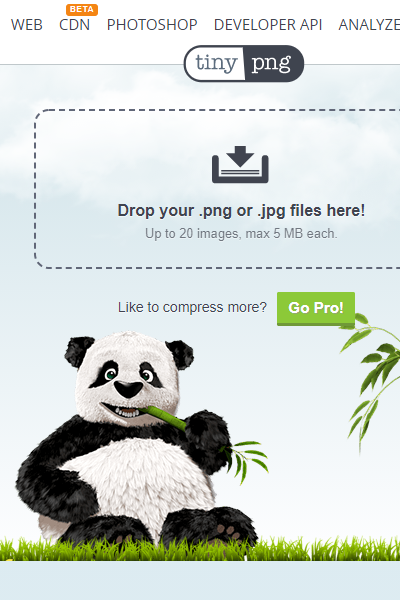 BETA
WEB CDN PHOTOSHOP DEVELOPER API ANALYZE
tiny png
Drop your .png or .jpg files here!
Up to 20 images, max 5 MB each.
Like to compress more? Go Pro!